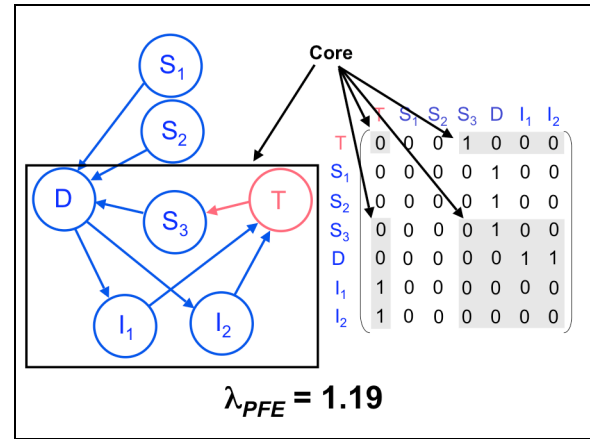 Core
S₁
S₂
D
S₃
T
I₁
I₂
T S₁ S₂ S₃ D I₁ I₂
T 0 0 0 1 0 0 0
S₁ 0 0 0 0 1 0 0
S₂ 0 0 0 0 1 0 0
S₃ 0 0 0 0 1 0 0
D 0 0 0 0 0 1 1
I₁ 1 0 0 0 0 0 0
I₂ 1 0 0 0 0 0 0
λPFE = 1.19